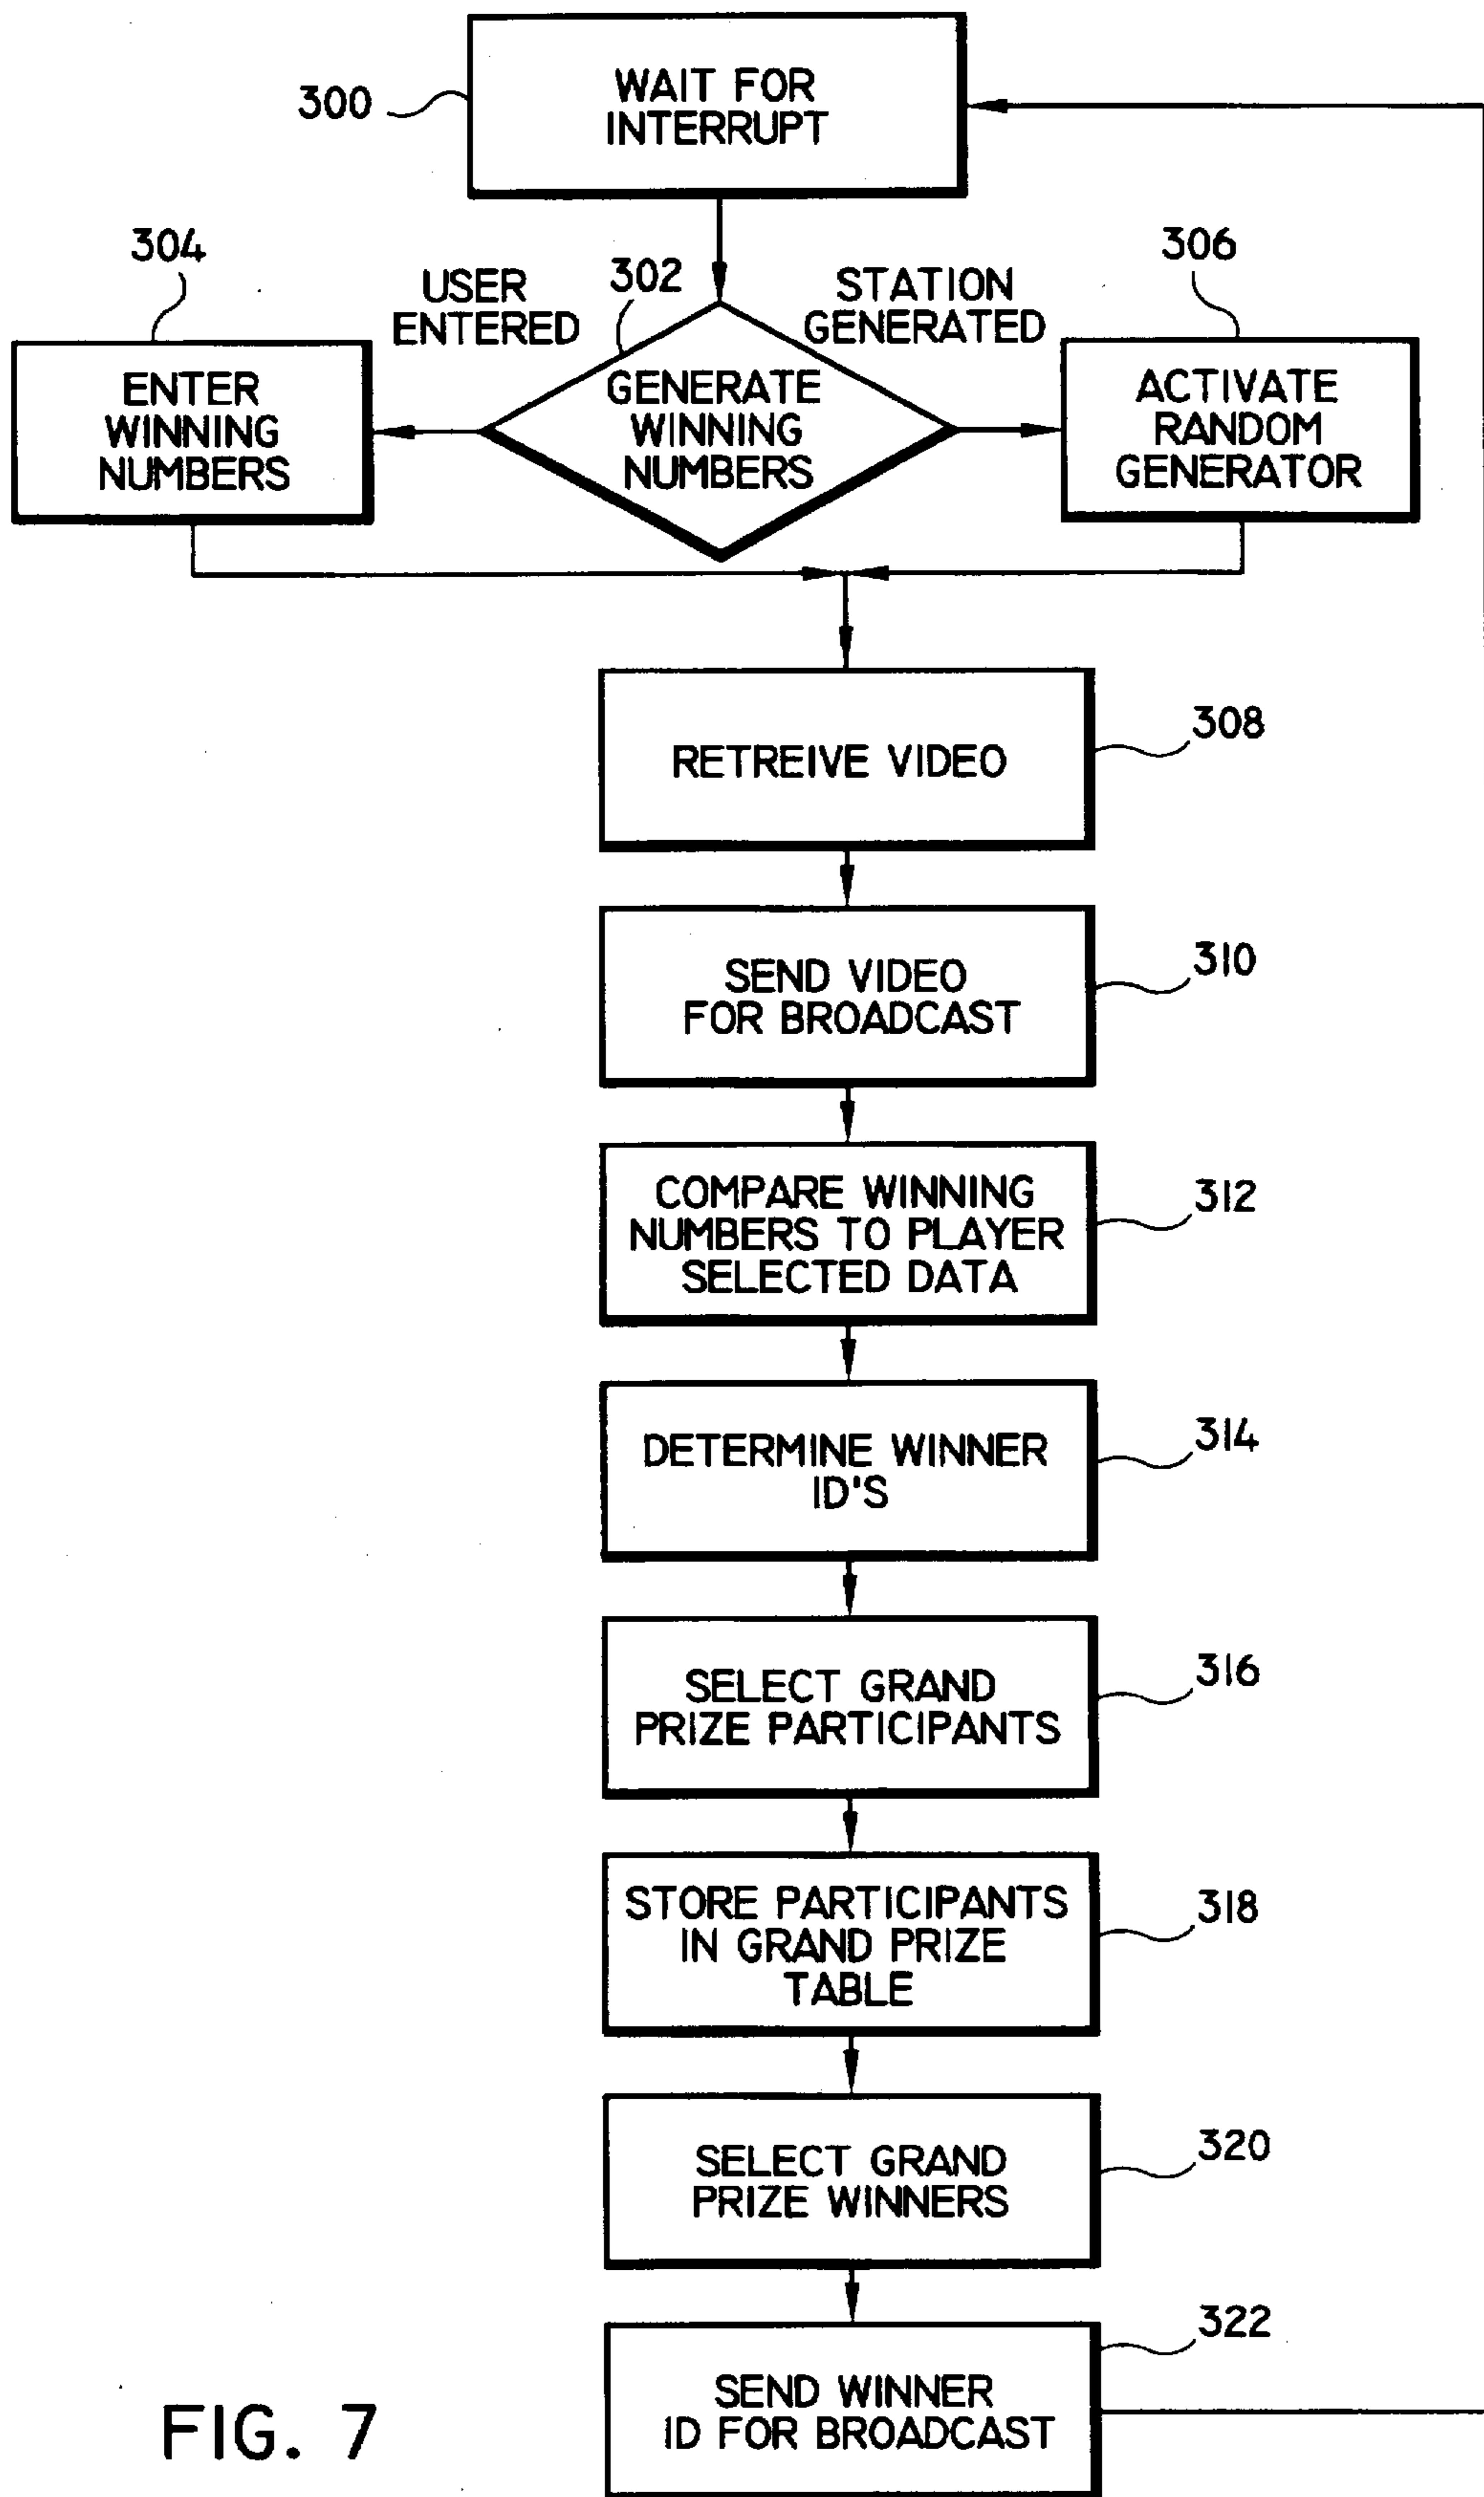 WAIT FOR
INTERRUPT
300
304
USER
ENTERED
302
STATION
GENERATED
306
ENTER
WINNING
NUMBERS
GENERATE
WINNING
NUMBERS
ACTIVATE
RANDOM
GENERATOR
RETREIVE VIDEO
308
SEND VIDEO
FOR BROADCAST
310
COMPARE WINNING
NUMBERS TO PLAYER
SELECTED DATA
312
DETERMINE WINNER
ID'S
314
SELECT GRAND
PRIZE PARTICIPANTS
316
STORE PARTICIPANTS
IN GRAND PRIZE
TABLE
318
SELECT GRAND
PRIZE WINNERS
320
SEND WINNER
ID FOR BROADCAST
322
FIG. 7